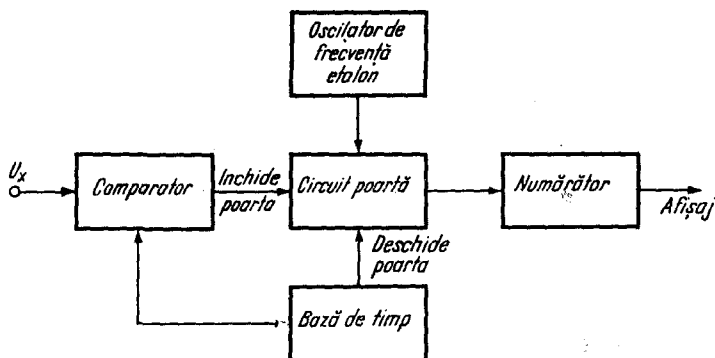 Oscilator de
frecvență
etalon
Ux
Comparator
Inchide
poarta
Circuit poartă
Numărător
Afișaj
Deschide
poarta
Bază de timp